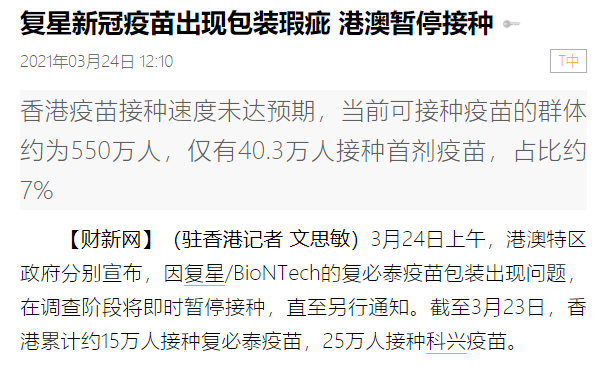 复星新冠疫苗出现包装瑕疵 港澳暂停接种
2021年03月24日 12:10
T中
香港疫苗接种速度未达预期，当前可接种疫苗的群体
约为550万人，仅有40.3万人接种首剂疫苗，占比约
7%
【财新网】（驻香港记者 文思敏）3月24日上午，港澳特区
政府分别宣布，因复星/BioNTech的复必泰疫苗包装出现问题，
在调查阶段将即时暂停接种，直至另行通知。截至3月23日，香
港累计约15万人接种复必泰疫苗，25万人接种科兴疫苗。